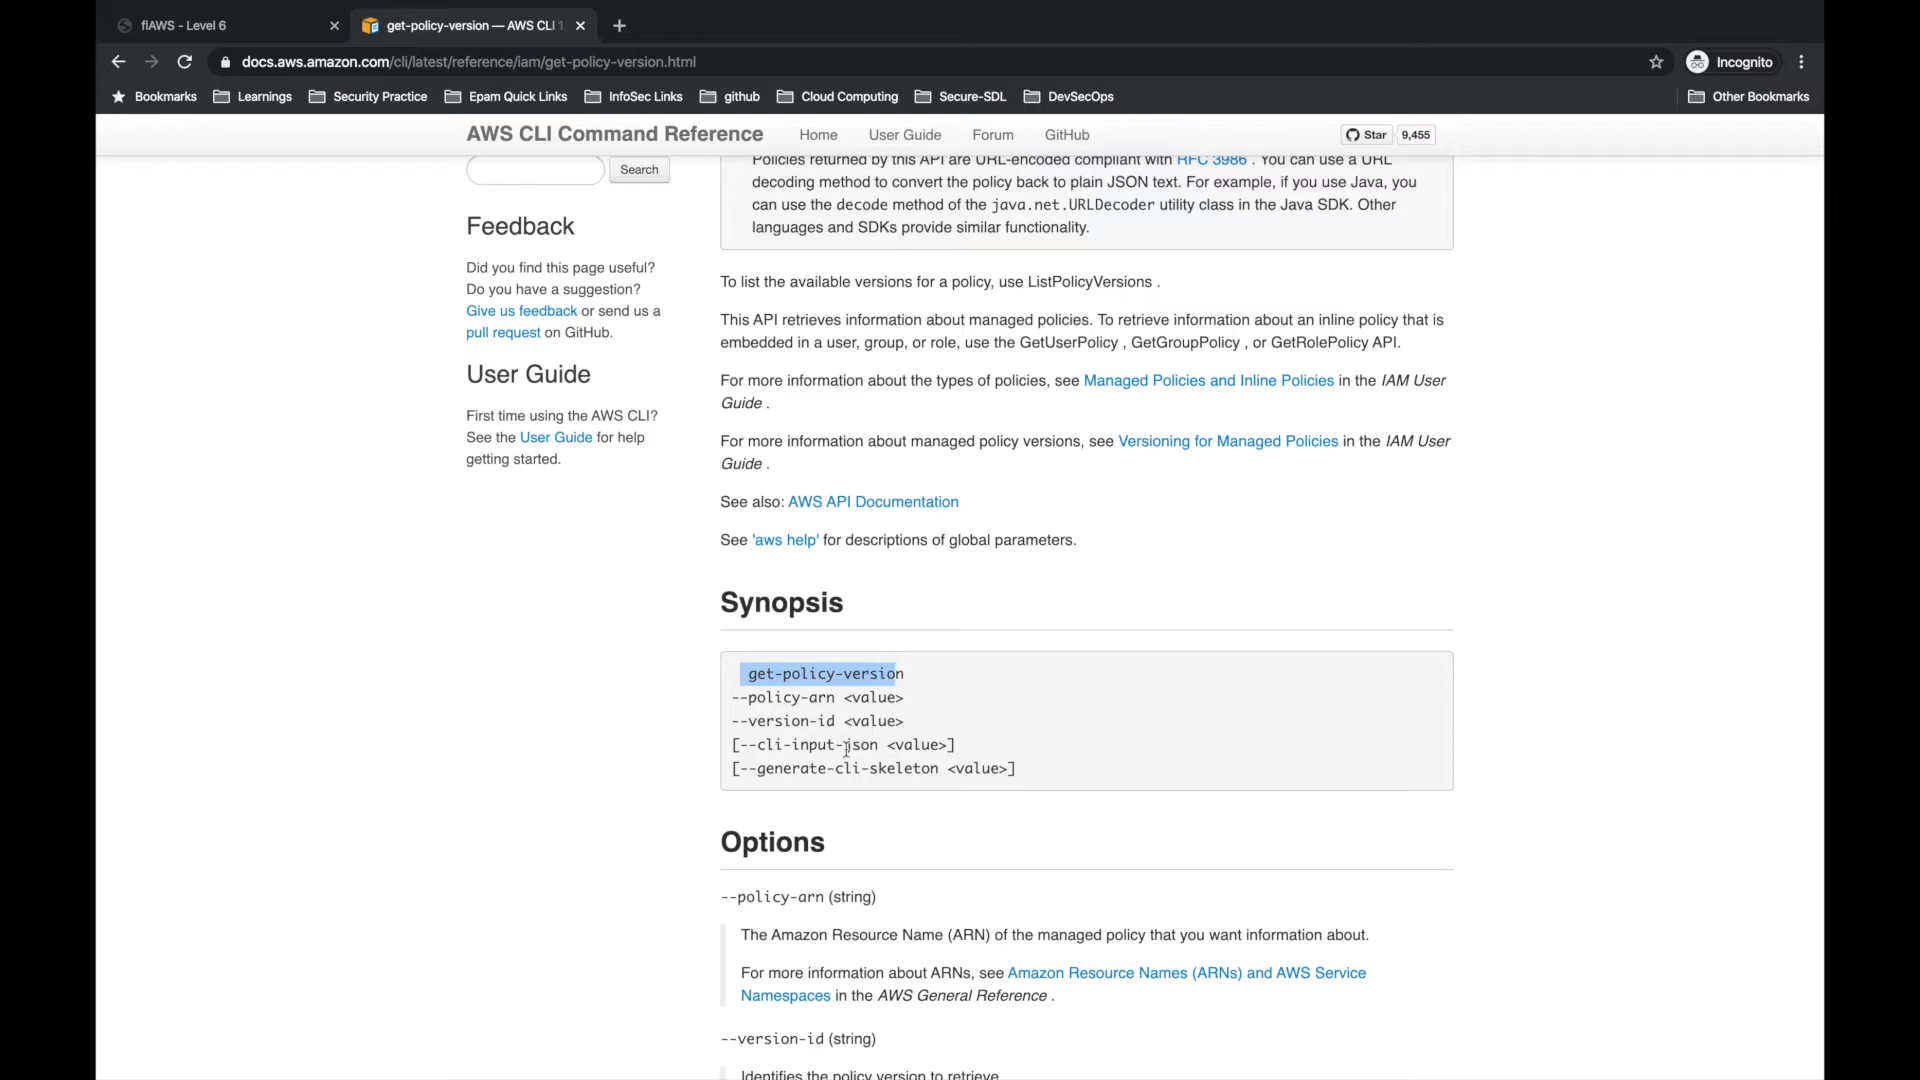 flAWS - Level 6
get-policy-version — AWS CLI 1
docs.aws.amazon.com/cli/latest/reference/iam/get-policy-version.html
Incognito
Bookmarks Learnings Security Practice Epam Quick Links InfoSec Links github Cloud Computing Secure-SDL DevSecOps Other Bookmarks
AWS CLI Command Reference Home User Guide Forum GitHub Star 9,455
Search
Feedback
Did you find this page useful?
Do you have a suggestion?
Give us feedback or send us a
pull request on GitHub.
User Guide
First time using the AWS CLI?
See the User Guide for help
getting started.
Policies returned by this API are URL-encoded compliant with RFC 3986 . You can use a URL
decoding method to convert the policy back to plain JSON text. For example, if you use Java, you
can use the decode method of the java.net.URLDecoder utility class in the Java SDK. Other
languages and SDKs provide similar functionality.
To list the available versions for a policy, use ListPolicyVersions .
This API retrieves information about managed policies. To retrieve information about an inline policy that is
embedded in a user, group, or role, use the GetUserPolicy , GetGroupPolicy , or GetRolePolicy API.
For more information about the types of policies, see Managed Policies and Inline Policies in the IAM User
Guide .
For more information about managed policy versions, see Versioning for Managed Policies in the IAM User
Guide .
See also: AWS API Documentation
See 'aws help' for descriptions of global parameters.
Synopsis
get-policy-version
--policy-arn <value>
--version-id <value>
[--cli-input-json <value>]
[--generate-cli-skeleton <value>]
Options
--policy-arn (string)
The Amazon Resource Name (ARN) of the managed policy that you want information about.
For more information about ARNs, see Amazon Resource Names (ARNs) and AWS Service
Namespaces in the AWS General Reference .
--version-id (string)
Identifies the policy version to retrieve.